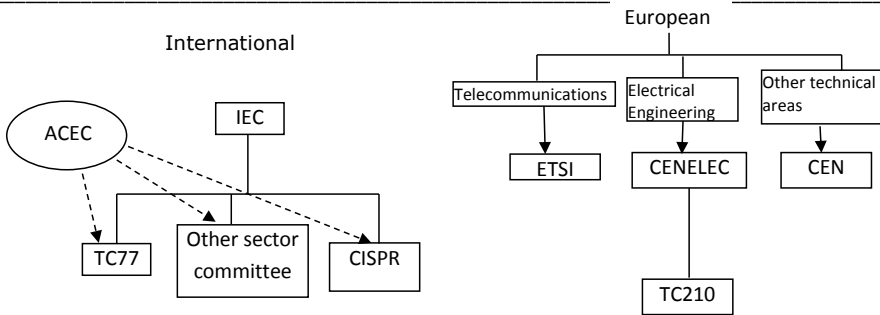 European
International
Telecommunications
Electrical
Engineering
Other technical
areas
ACEC
IEC
ETSI
CENELEC
CEN
TC77
Other sector
committee
CISPR
TC210